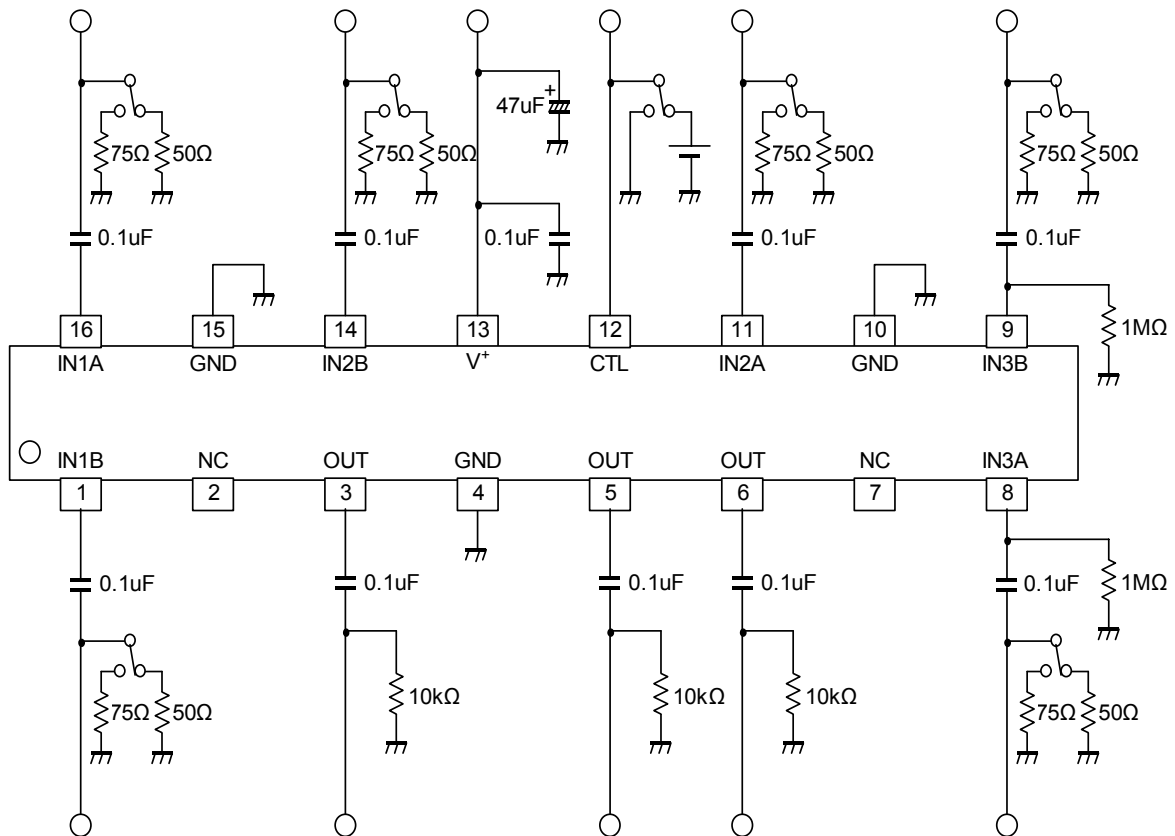 47uF +
75Ω 50Ω
75Ω 50Ω
75Ω 50Ω
75Ω 50Ω
0.1uF
0.1uF
0.1uF
0.1uF
0.1uF
16 15 14 13 12 11 10 9
1MΩ
IN1A GND IN2B V+ CTL IN2A GND IN3B
IN1B NC OUT GND OUT OUT NC IN3A
1 2 3 4 5 6 7 8
0.1uF
0.1uF
0.1uF
0.1uF
0.1uF
1MΩ
75Ω 50Ω
10kΩ
10kΩ
10kΩ
75Ω 50Ω